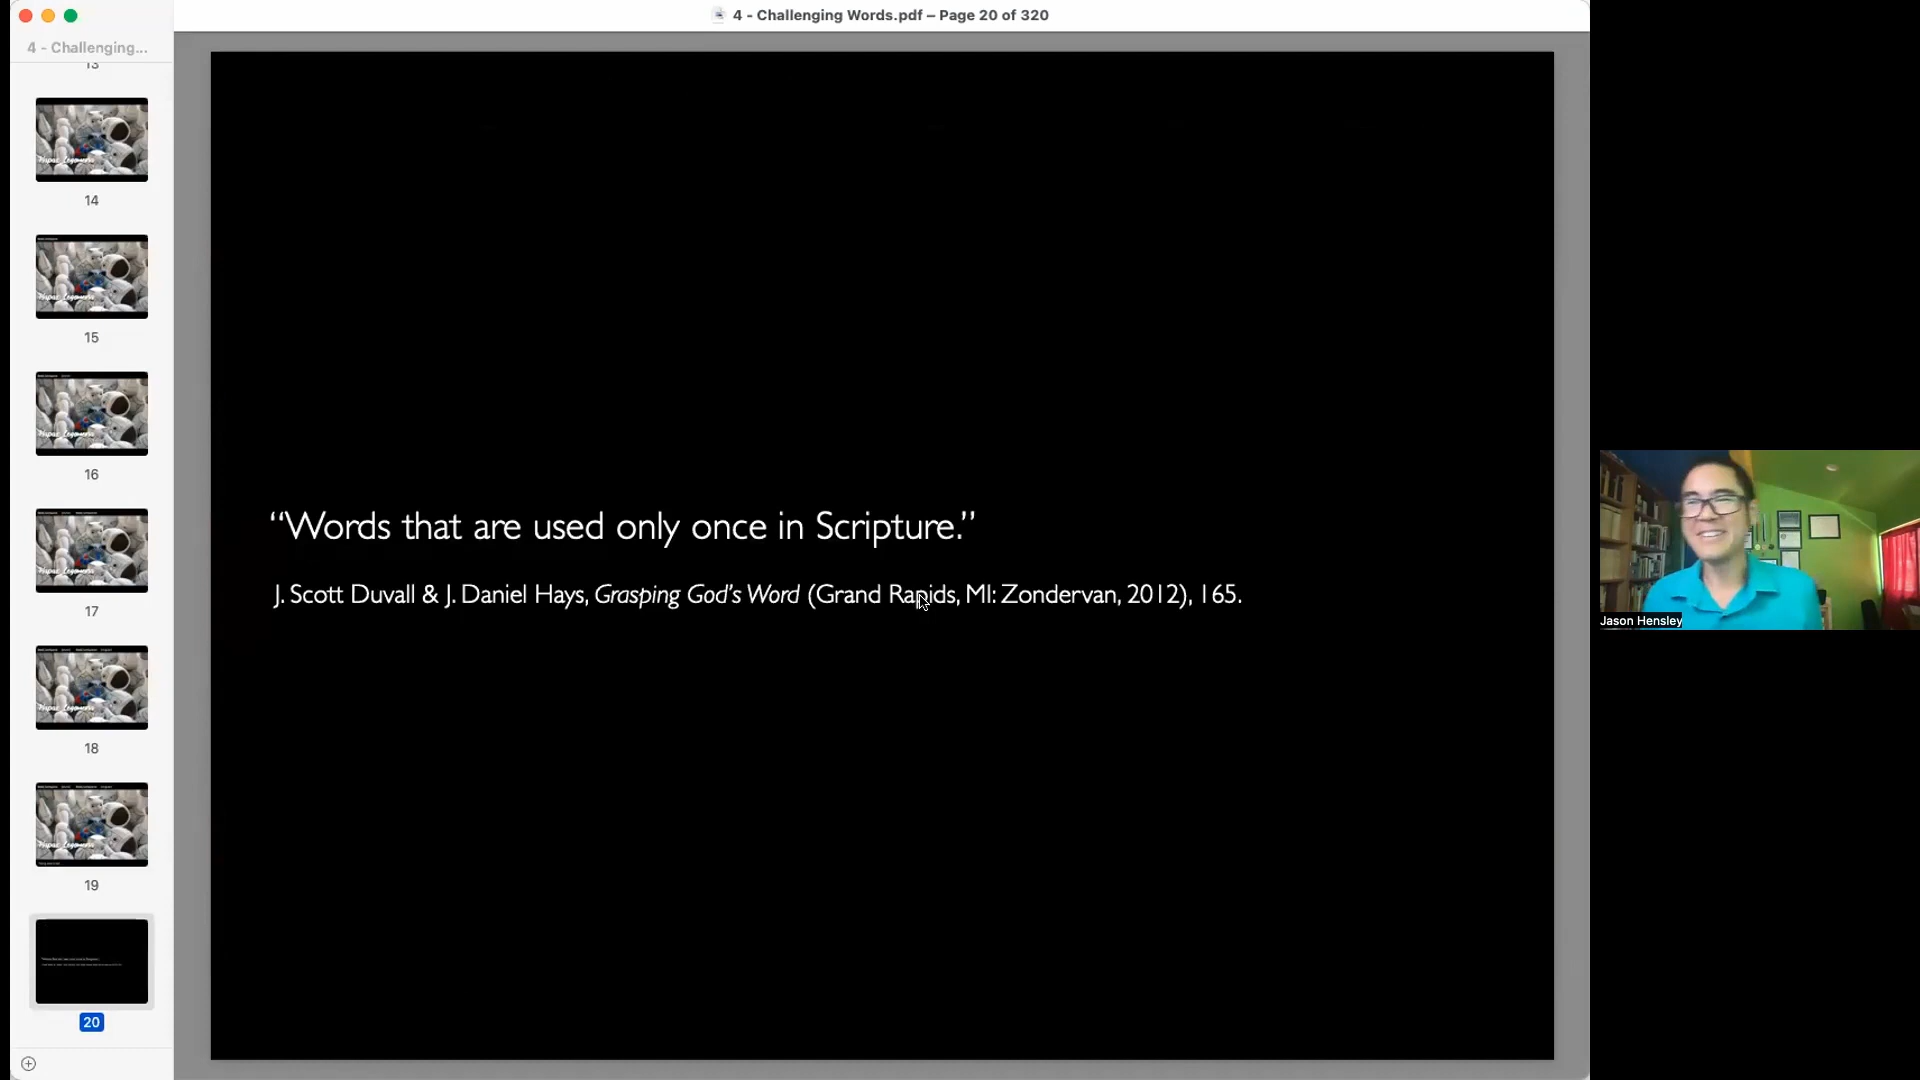 4 - Challenging Words.pdf – Page 20 of 320
4 - Challenging...
13
14
15
16
17
18
19
20
“Words that are used only once in Scripture.”
J. Scott Duvall & J. Daniel Hays, Grasping God’s Word (Grand Rapids, MI: Zondervan, 2012), 165.
Jason Hensley